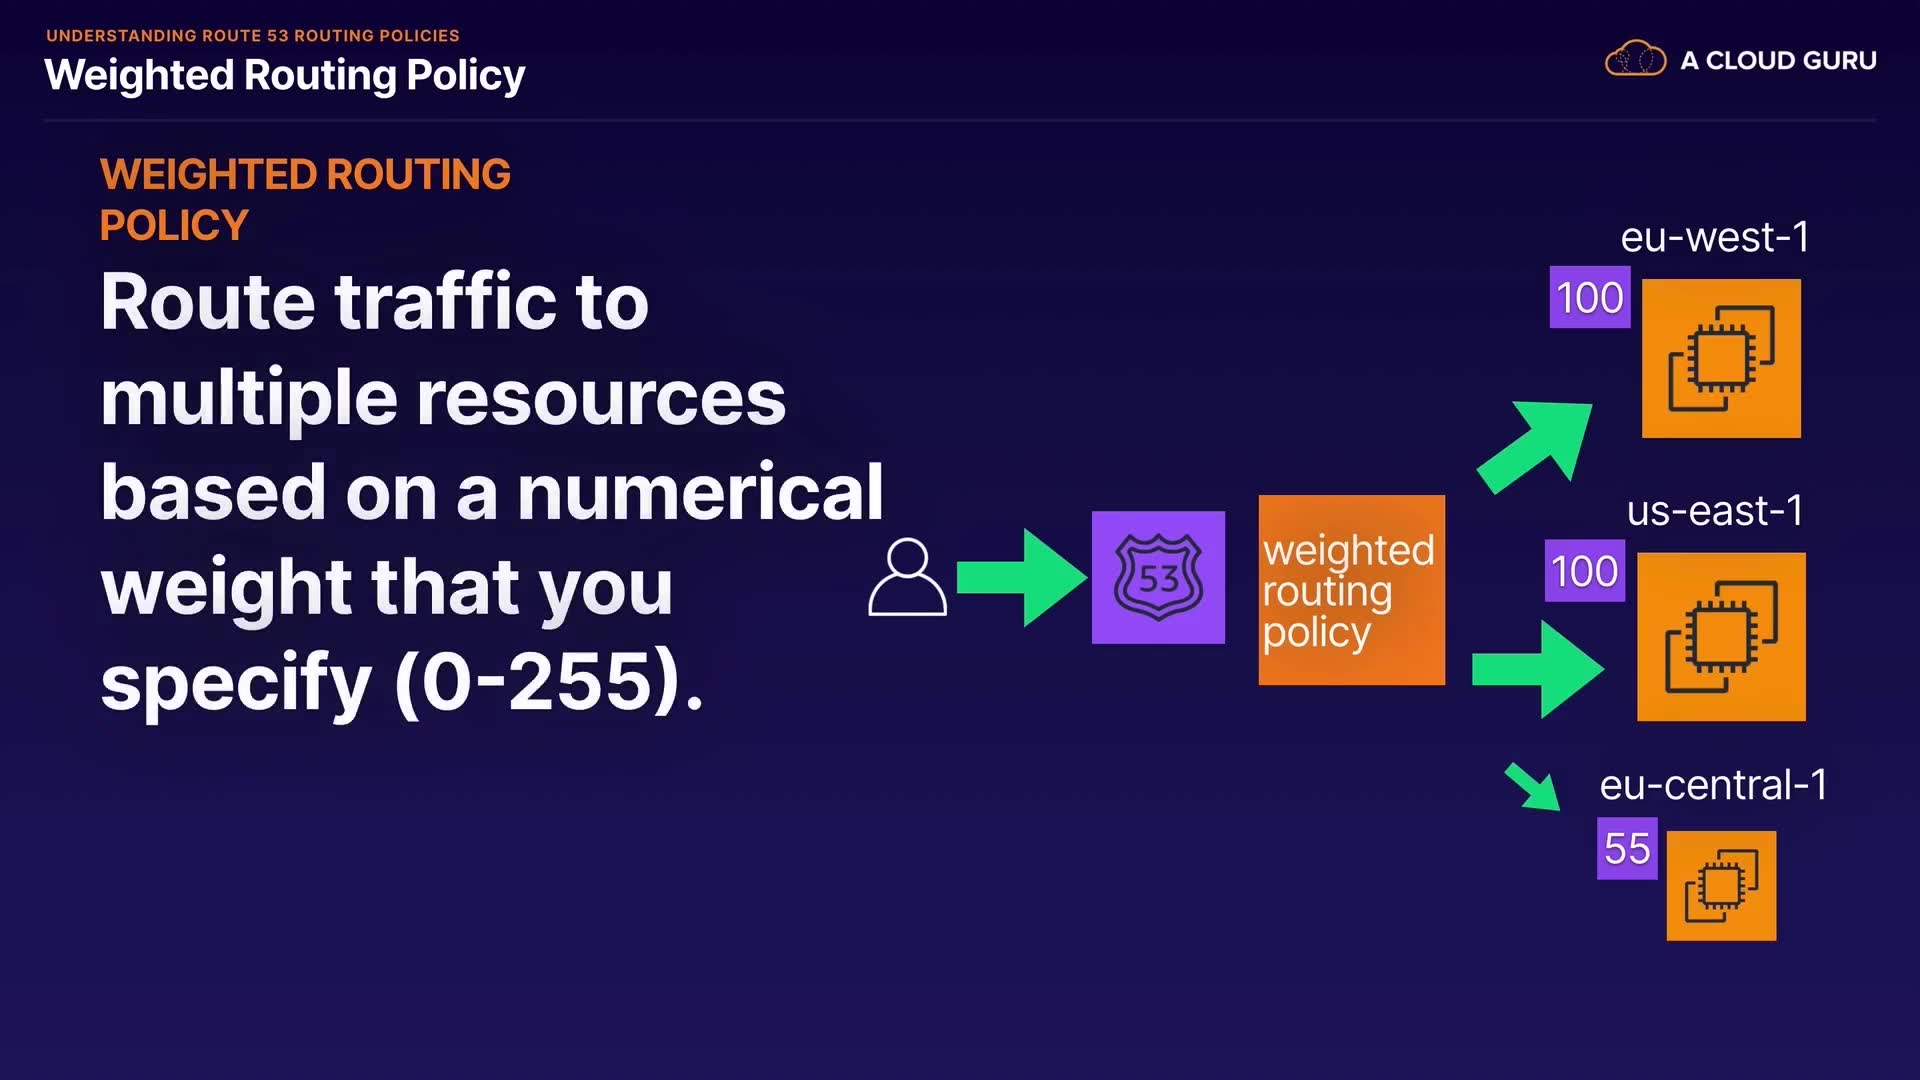 UNDERSTANDING ROUTE 53 ROUTING POLICIES
Weighted Routing Policy
A CLOUD GURU
WEIGHTED ROUTING
POLICY
Route traffic to
multiple resources
based on a numerical
weight that you
specify (0-255).
53
weighted
routing
policy
eu-west-1
100
us-east-1
100
eu-central-1
55